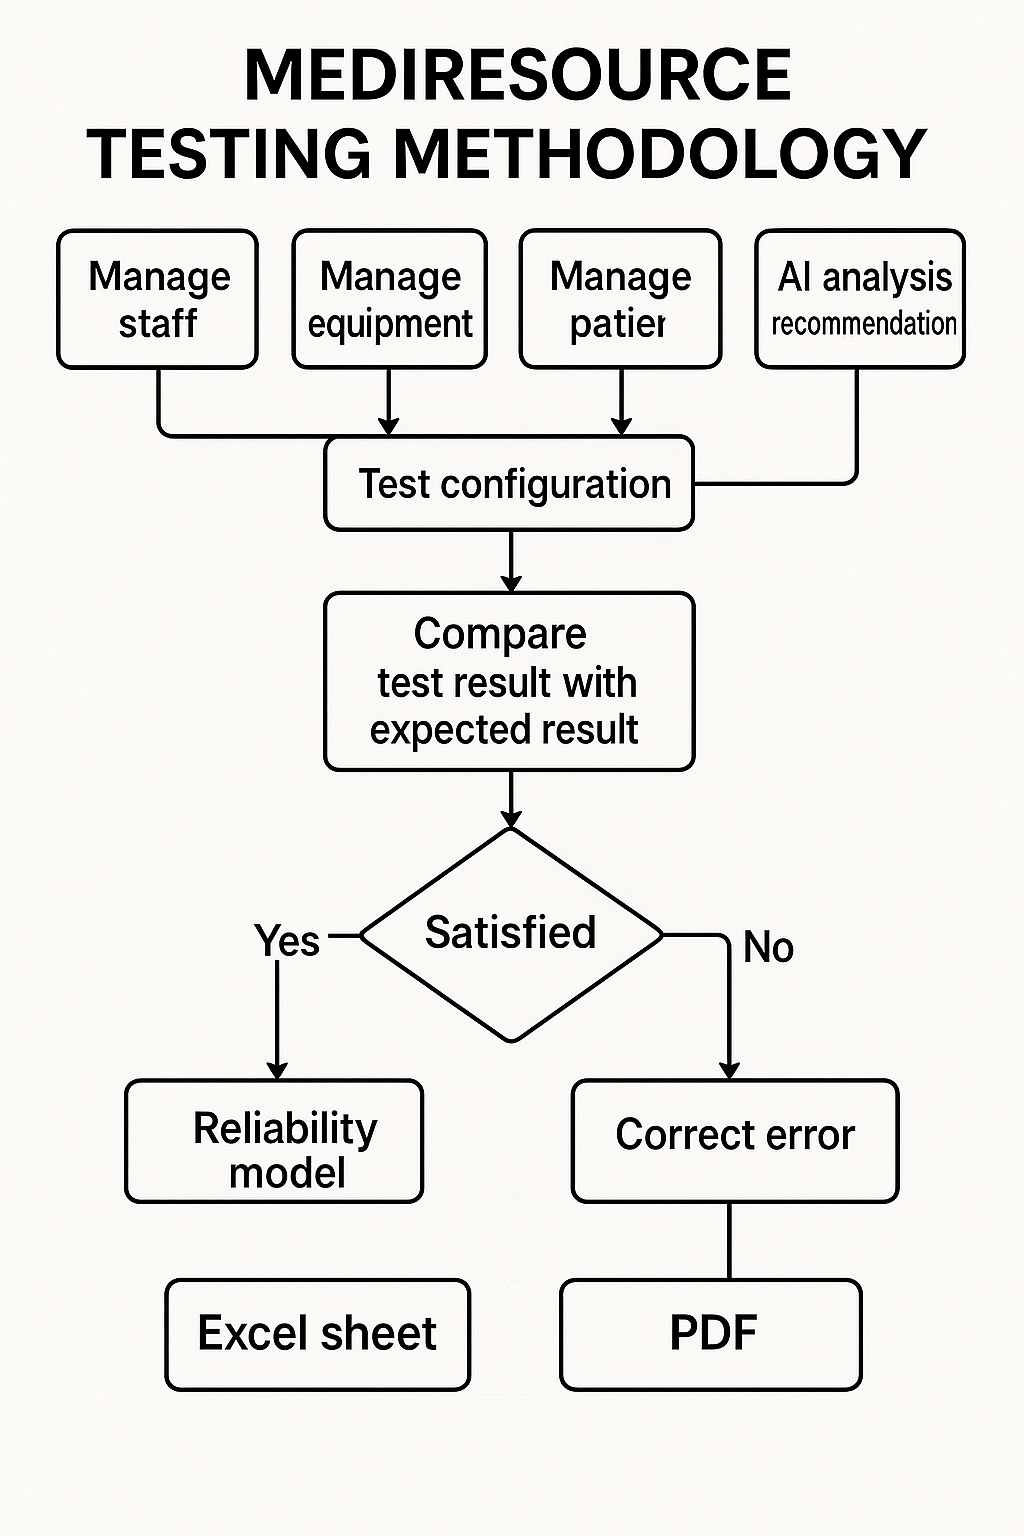 MEDIRESOURCE
TESTING METHODOLOGY
Manage
staff
Manage
equipment
Manage
patier
AI analysis
recommendation
Test configuration
Compare
test result with
expected result
Satisfied
Yes
No
Reliability
model
Correct error
Excel sheet
PDF